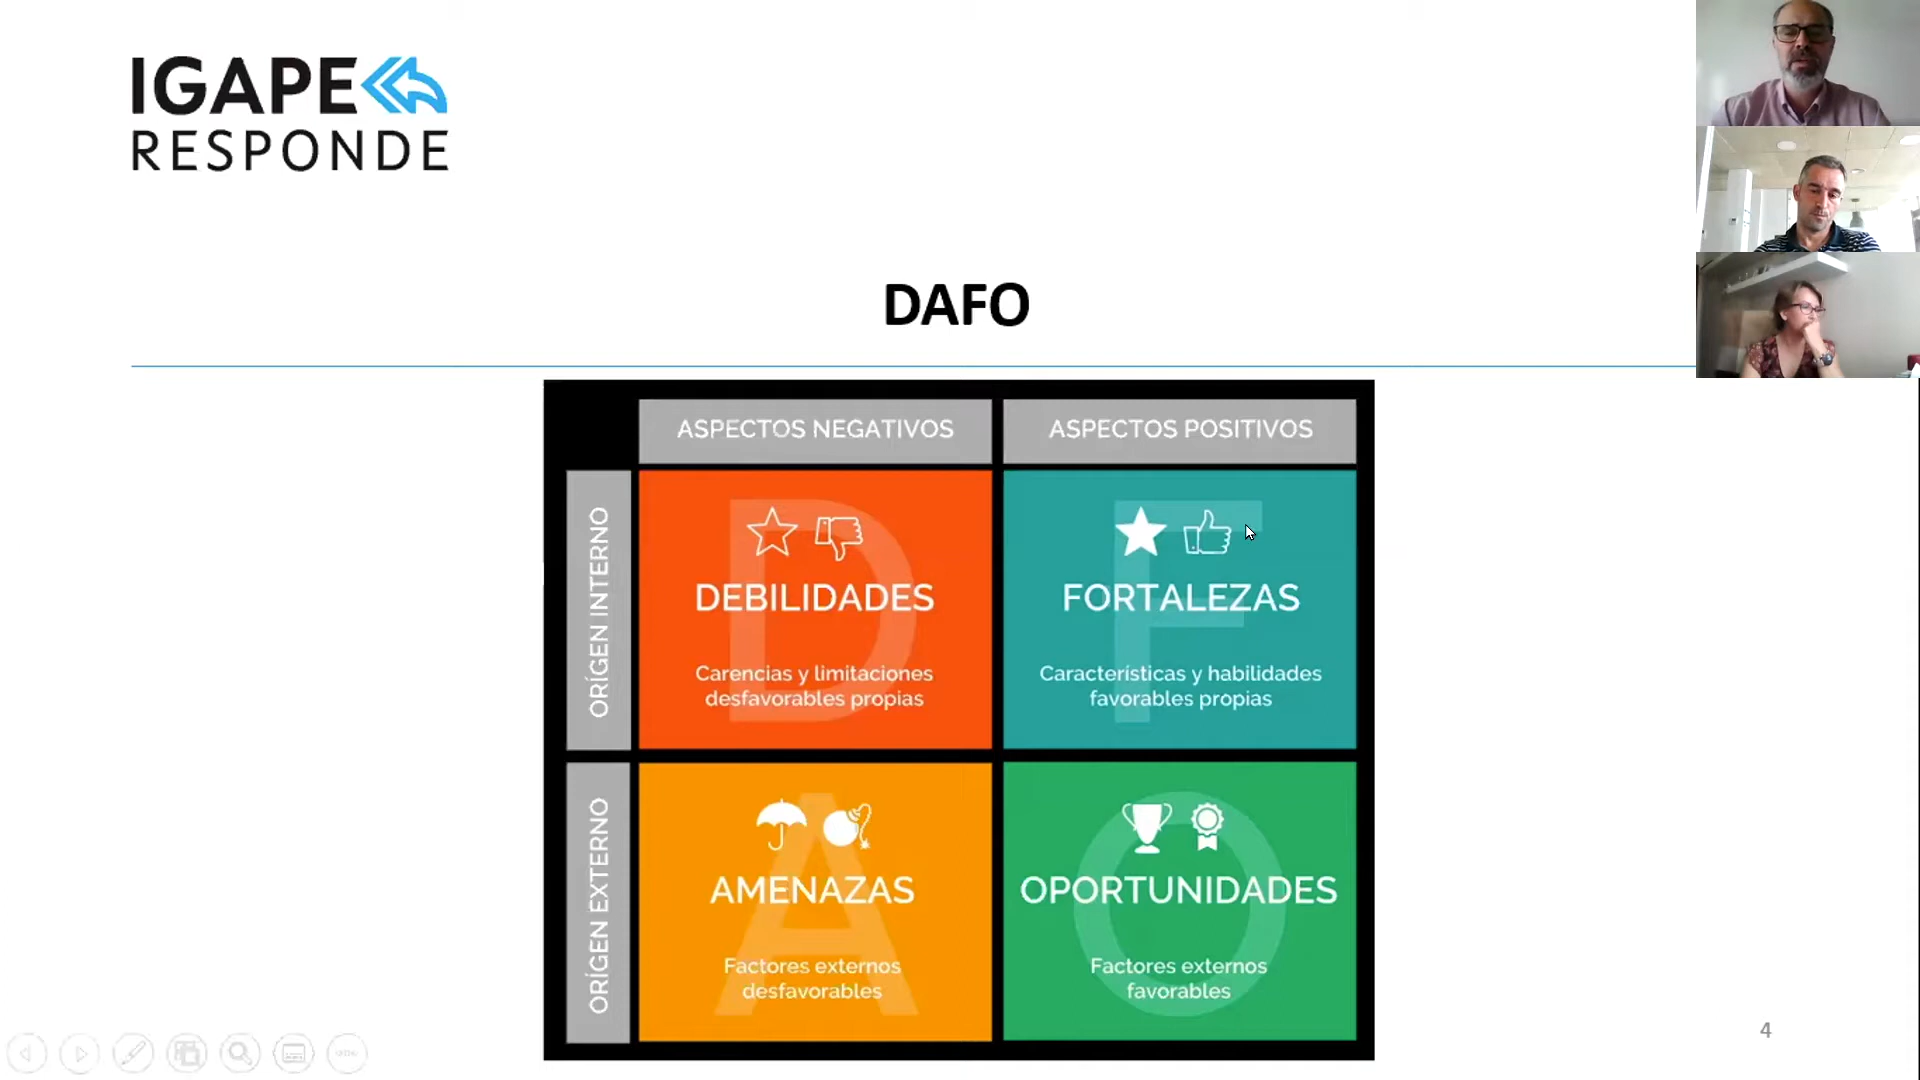 IGAPE
RESPONDE
DAFO
ASPECTOS NEGATIVOS
ASPECTOS POSITIVOS
ORÍGEN INTERNO
DEBILIDADES
Carencias y limitaciones
desfavorables propias
FORTALEZAS
Características y habilidades
favorables propias
ORÍGEN EXTERNO
AMENAZAS
Factores externos
desfavorables
OPORTUNIDADES
Factores externos
favorables
4